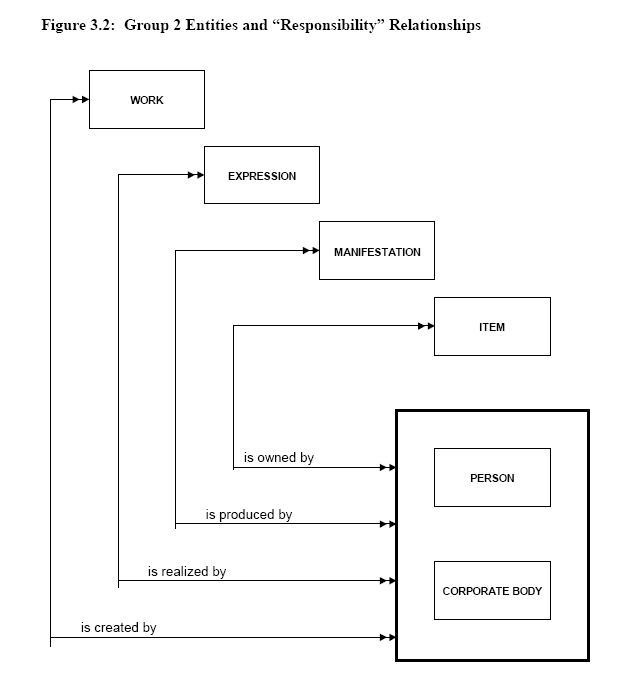 Figure 3.2: Group 2 Entities and “Responsibility” Relationships
WORK
EXPRESSION
MANIFESTATION
ITEM
is owned by
PERSON
is produced by
is realized by
CORPORATE BODY
is created by